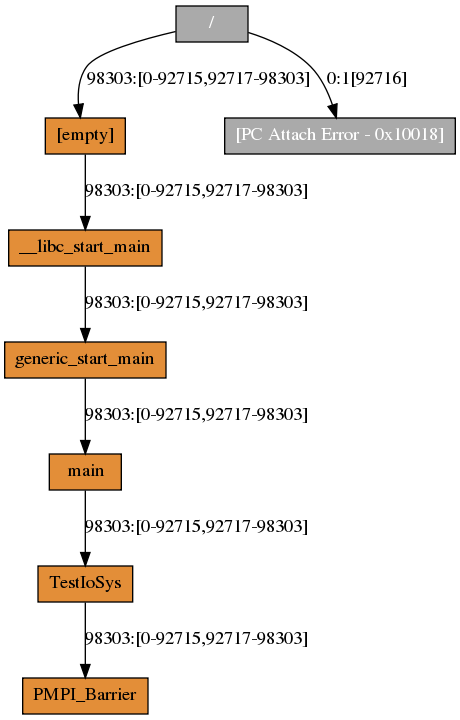 /
98303:[0-92715,92717-98303]
0:1[92716]
[empty]
[PC Attach Error - 0x10018]
98303:[0-92715,92717-98303]
__libc_start_main
98303:[0-92715,92717-98303]
generic_start_main
98303:[0-92715,92717-98303]
main
98303:[0-92715,92717-98303]
TestIoSys
98303:[0-92715,92717-98303]
PMPI_Barrier